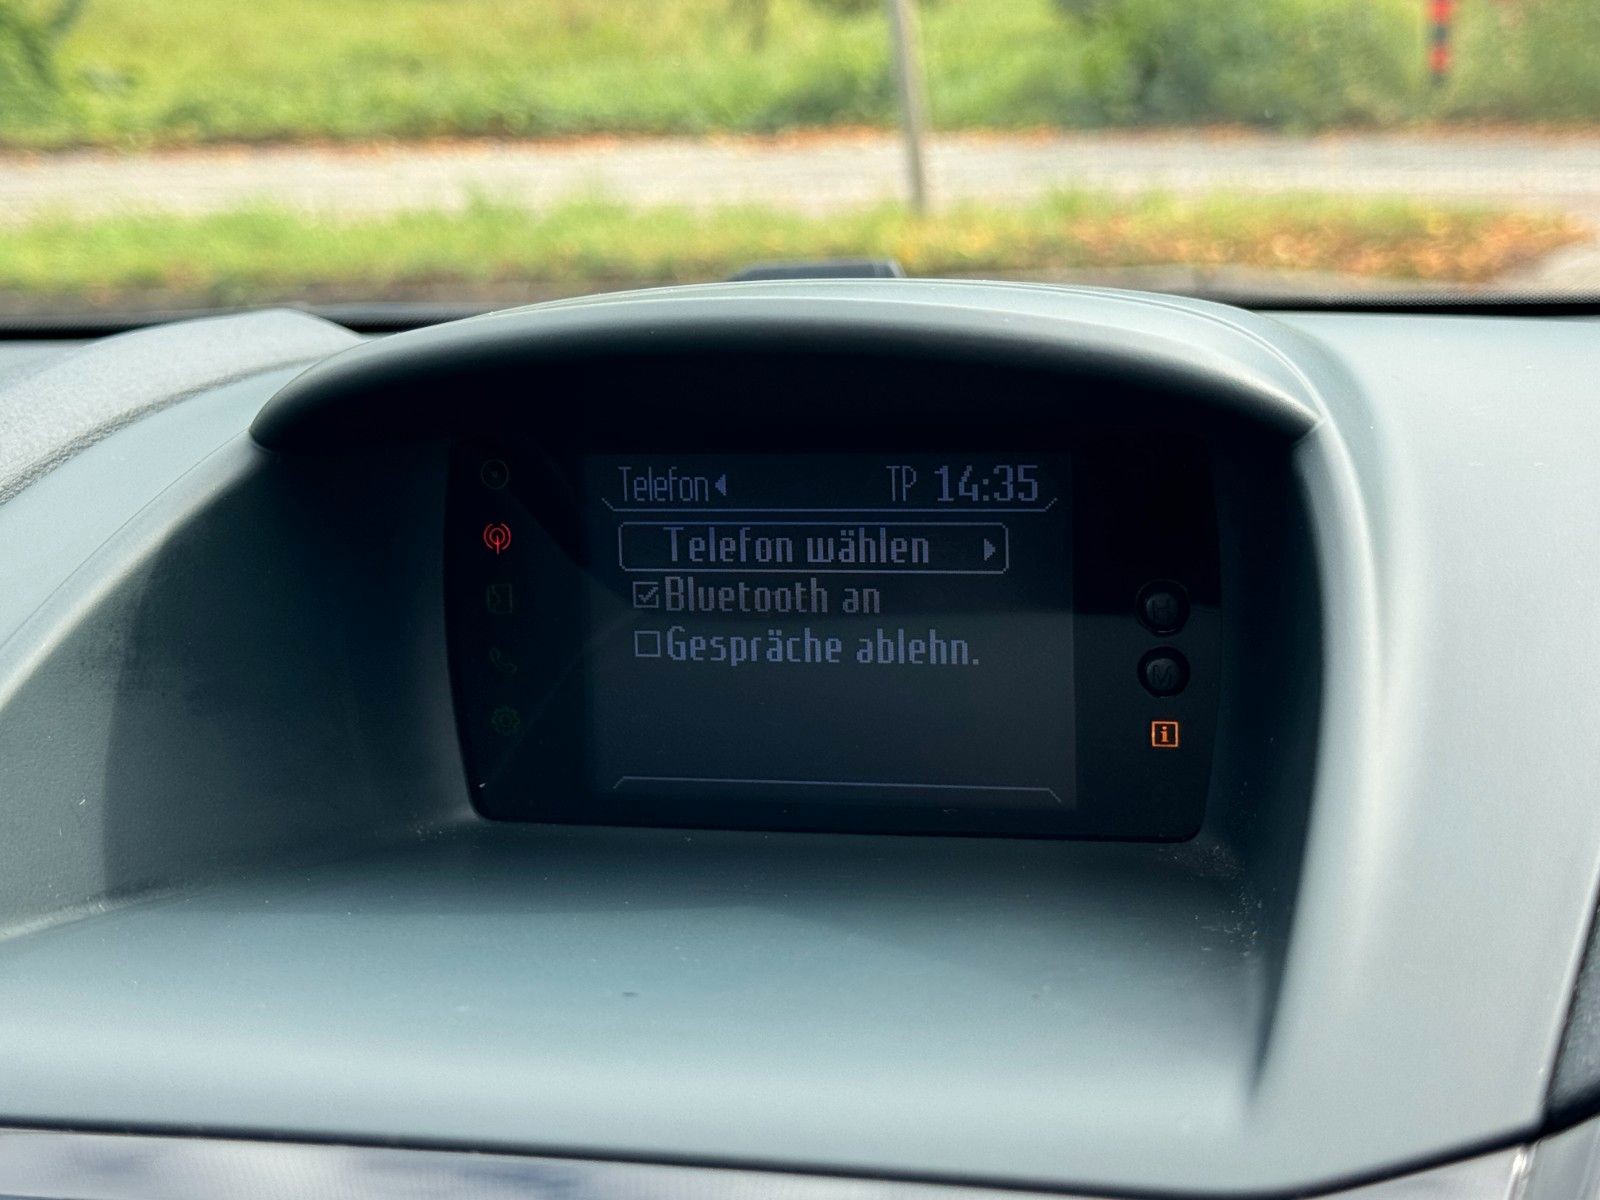 Telefon TP 14:35
Telefon wählen
Bluetooth an
Gespräche ablehn.
H
M
i